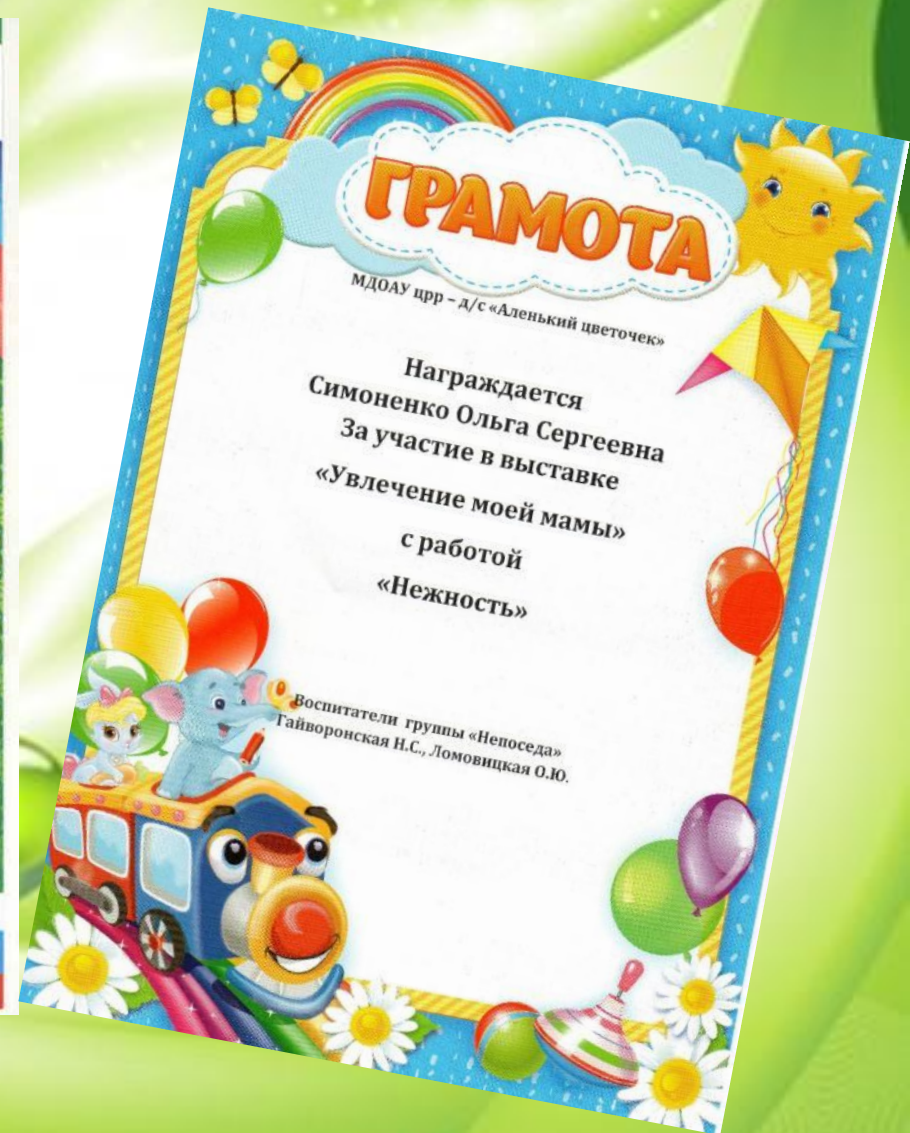 ГРАМОТА
МДОАУ црр – д/с «Аленький цветочек»
Награждается
Симоненко Ольга Сергеевна
За участие в выставке
«Увлечение моей мамы»
с работой
«Нежность»
Воспитатели группы «Непоседа»
Гайворонская Н.С., Ломовицкая О.Ю.